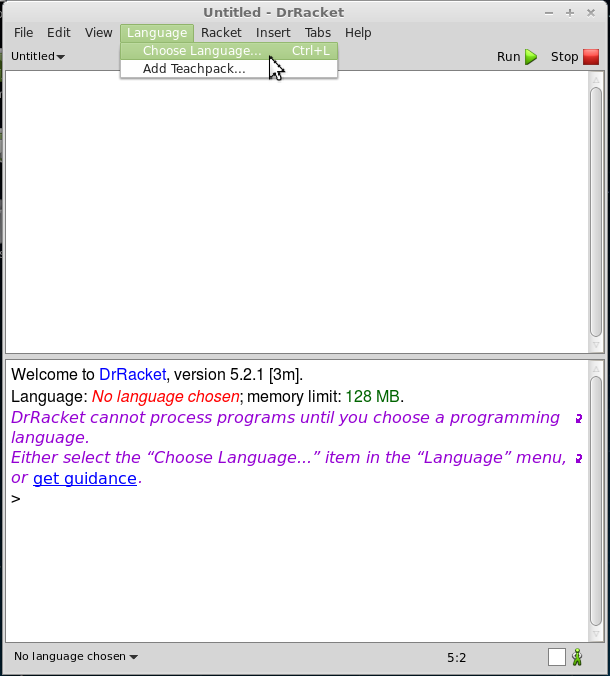 Untitled - DrRacket
File Edit View Language Racket Insert Tabs Help
Choose Language... Ctrl+L
Untitled Run Stop
Add Teachpack...
Welcome to DrRacket, version 5.2.1 [3m].
Language: No language chosen; memory limit: 128 MB.
DrRacket cannot process programs until you choose a programming
language.
Either select the “Choose Language...” item in the “Language” menu,
or get guidance.
>
No language chosen 5:2